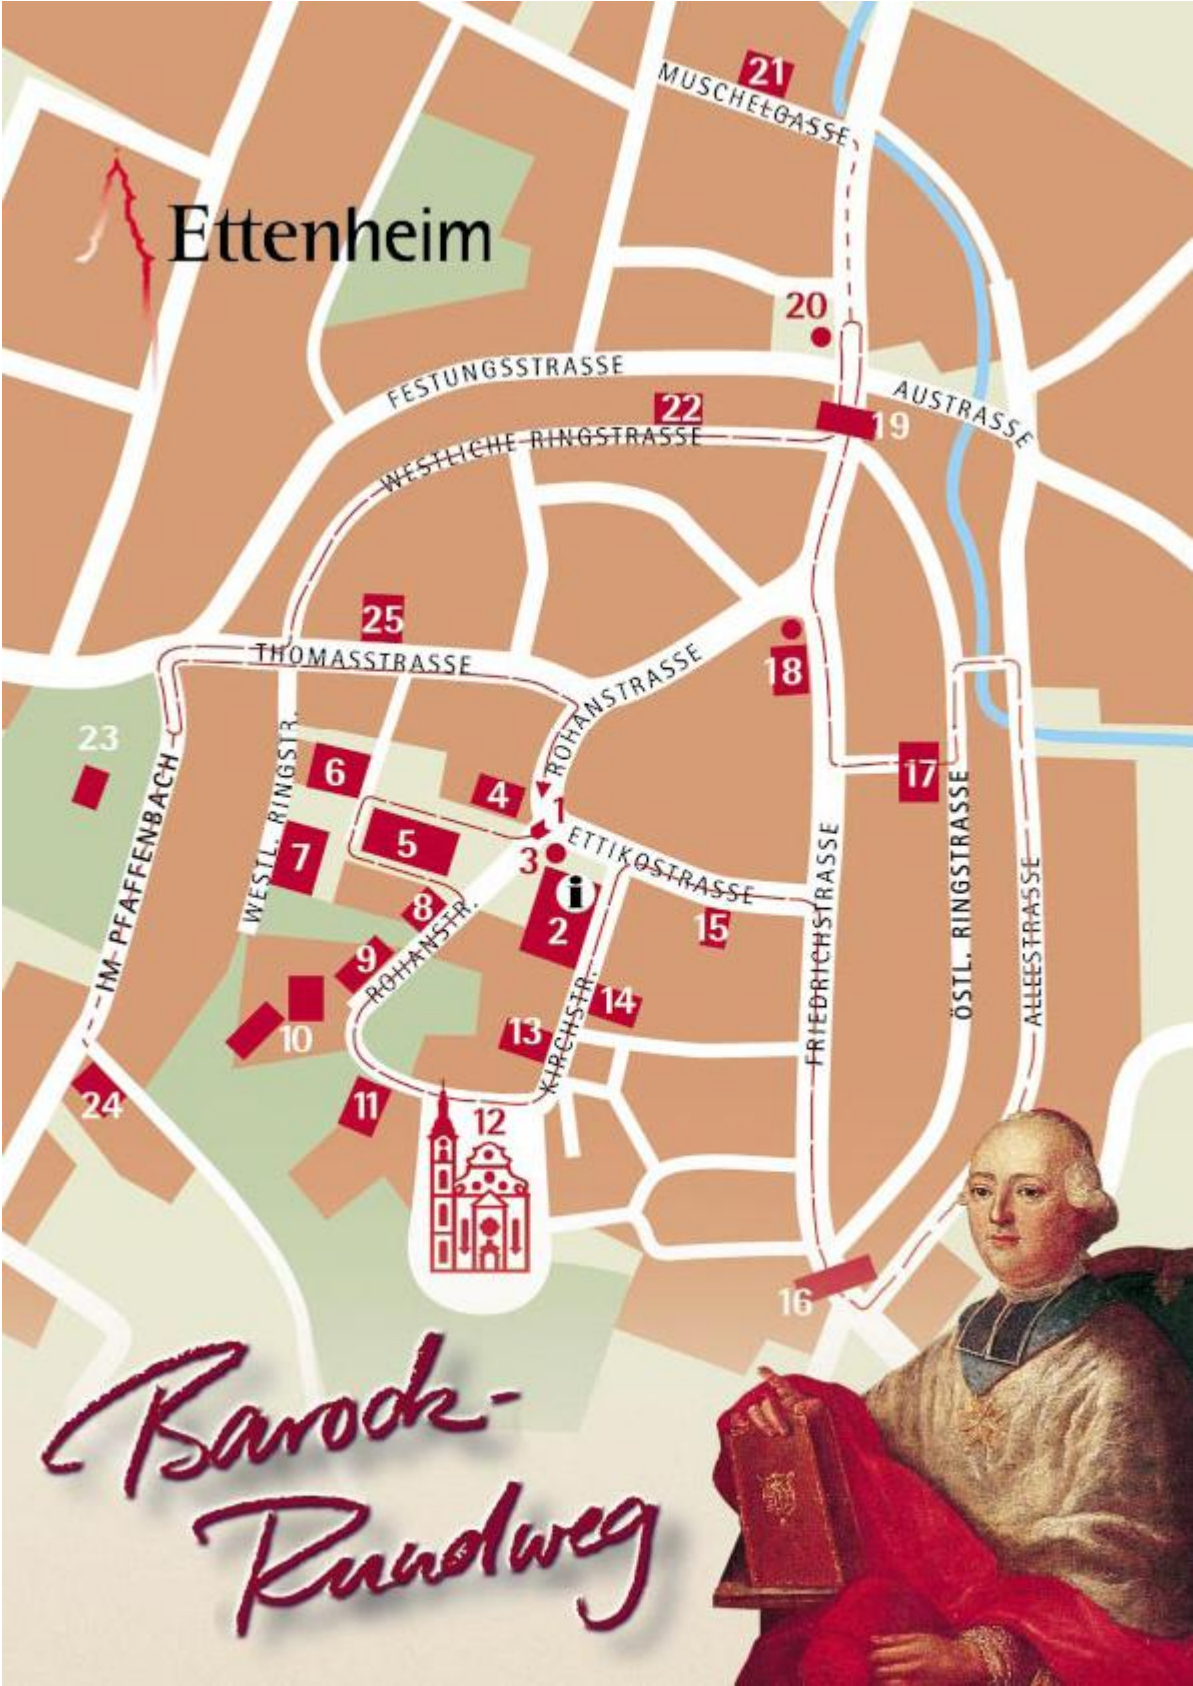 21
MUSCHELGASSE
Ettenheim
20
FESTUNGSSTRASSE
AUSTRASSE
22
19
WESTLICHE RINGSTRASSE
25
THOMASSTRASSE
ROHANSTRASSE
18
23
6
4
1
17
WESTL. RINGSTR.
IM PFAFFENBACH
5
ETTIKOSTRASSE
3
7
i
8
2
15
ROHANSTR.
9
FRIEDRICHSTRASSE
ÖSTL. RINGSTRASSE
ALLEESTRASSE
14
10
13
KIRCHSTR.
24
11
12
16
Barock-
Rundweg